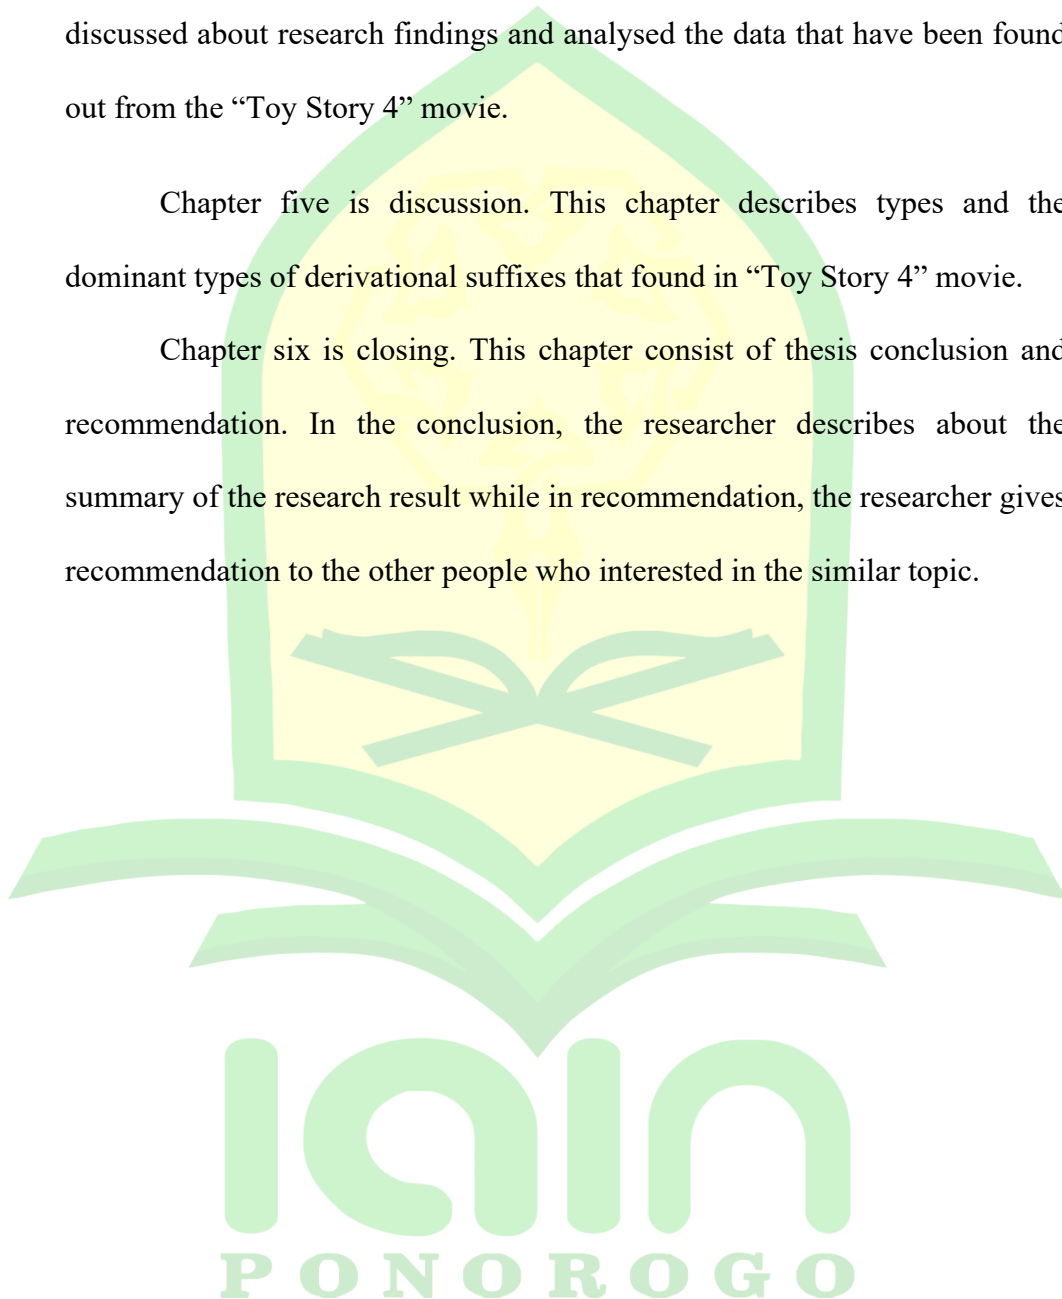 discussed about research findings and analysed the data that have been found
out from the “Toy Story 4” movie.
Chapter five is discussion. This chapter describes types and the
dominant types of derivational suffixes that found in “Toy Story 4” movie.
Chapter six is closing. This chapter consist of thesis conclusion and
recommendation. In the conclusion, the researcher describes about the
summary of the research result while in recommendation, the researcher gives
recommendation to the other people who interested in the similar topic.
IAIN
PONOROGO